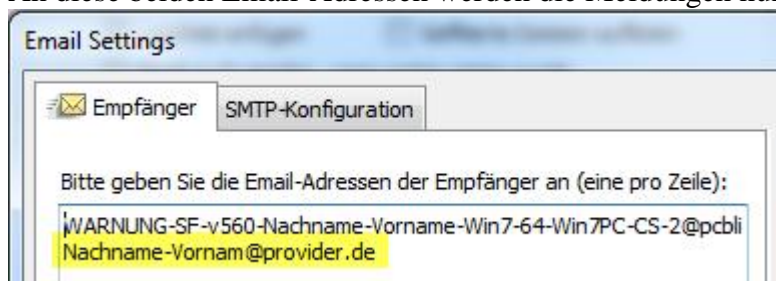 An diese beiden Email-Adressen werden die Meldungen
Email Settings
Empfänger
SMTP-Konfiguration
Bitte geben Sie die Email-Adressen der Empfänger an (eine pro Zeile):
WARNUNG-SF-v560-Nachname-Vorname-Win7-64-Win7PC-CS-2@pcbli
Nachname-Vornam@provider.de